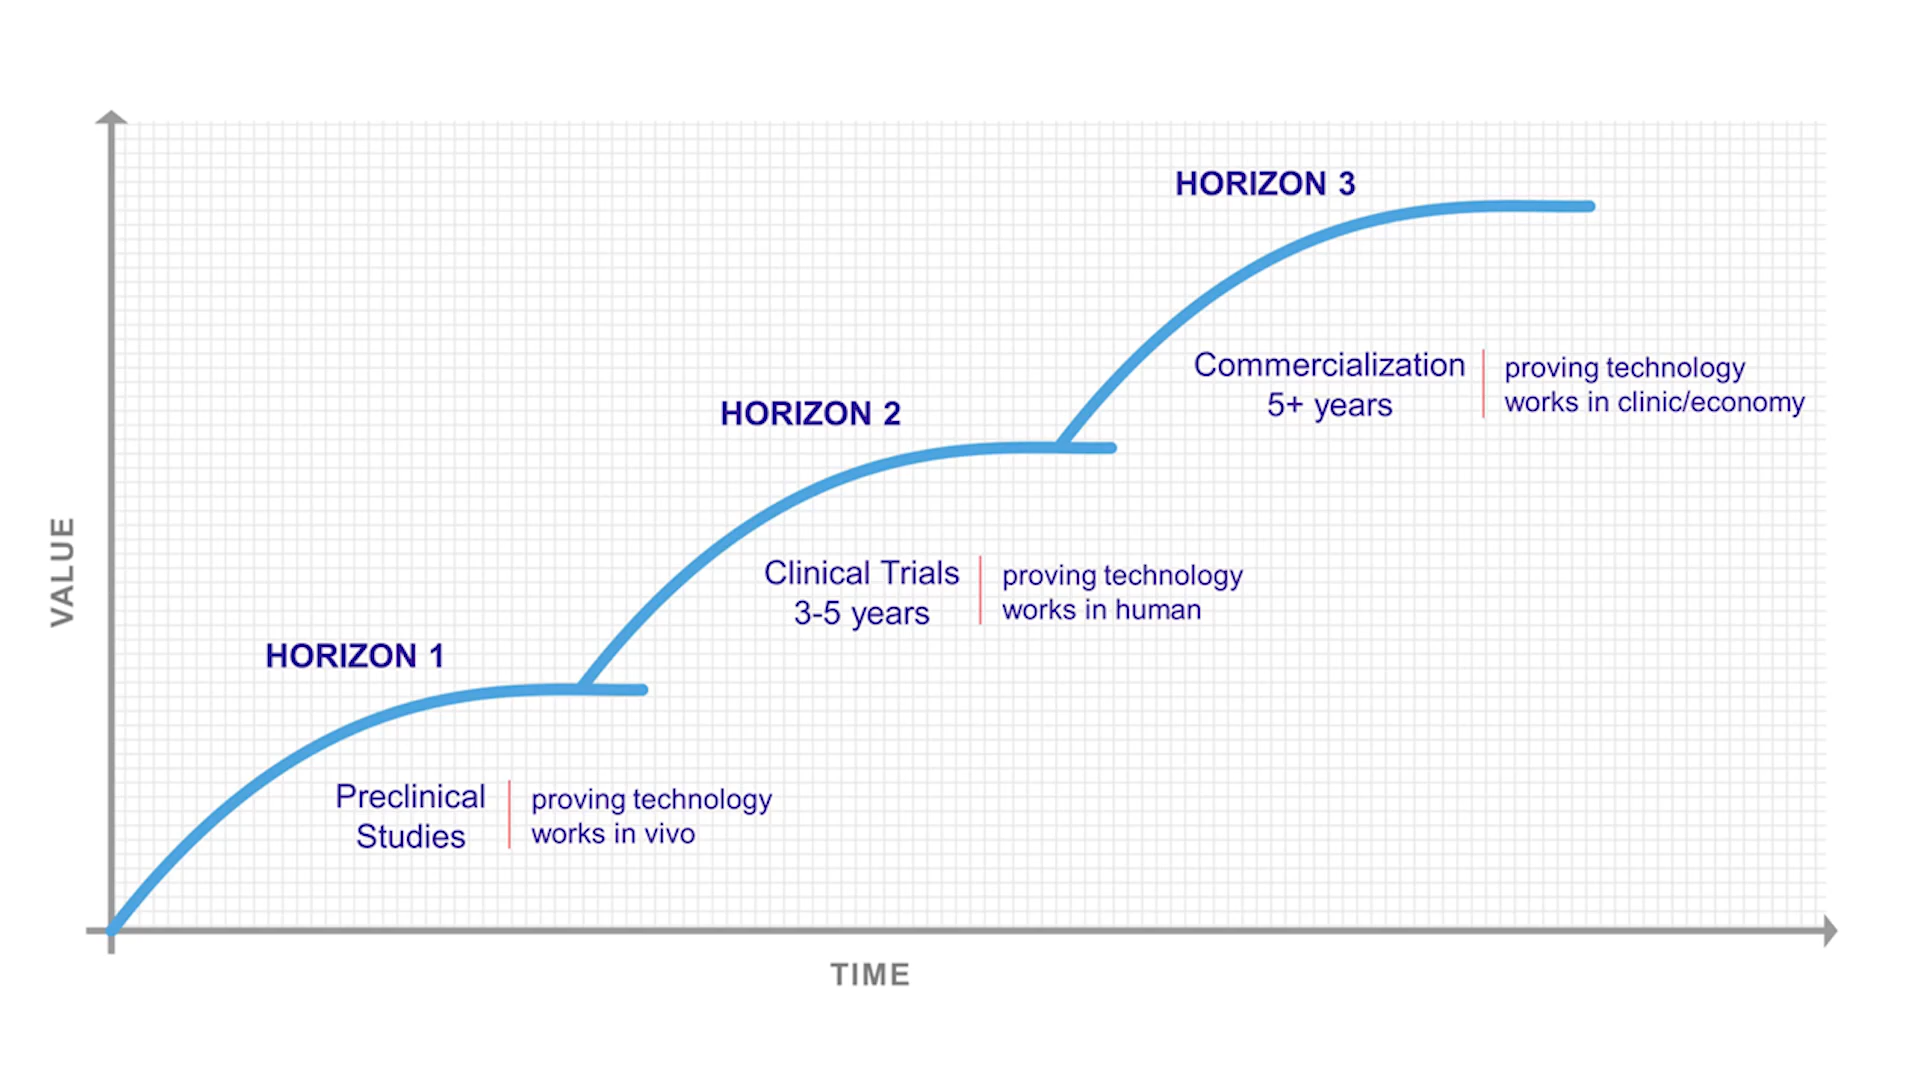 HORIZON 3
Commercialization
5+ years
proving technology
works in clinic/economy
HORIZON 2
Clinical Trials
3-5 years
proving technology
works in human
HORIZON 1
Preclinical
Studies
proving technology
works in vivo
VALUE
TIME